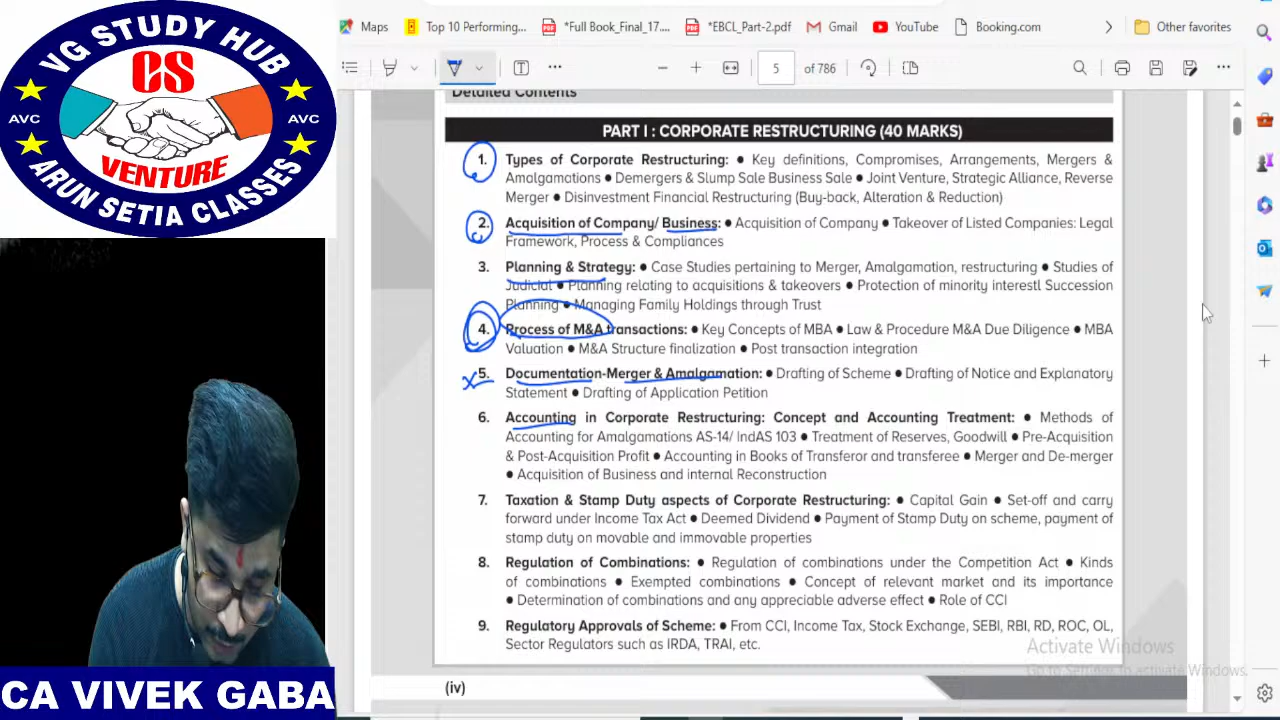 VG STUDY HUB
CS
AVC
AVC
VENTURE
ARUN SETIA CLASSES
CA VIVEK GABA
Maps
Top 10 Performing...
*Full Book_Final_17....
*EBCL_Part-2.pdf
Gmail
YouTube
Booking.com
Other favorites
5 of 786
Detailed Contents
PART I : CORPORATE RESTRUCTURING (40 MARKS)
1. Types of Corporate Restructuring: ● Key definitions, Compromises, Arrangements, Mergers &
Amalgamations ● Demergers & Slump Sale Business Sale ● Joint Venture, Strategic Alliance, Reverse
Merger ● Disinvestment Financial Restructuring (Buy-back, Alteration & Reduction)
2. Acquisition of Company/ Business: ● Acquisition of Company ● Takeover of Listed Companies: Legal
Framework, Process & Compliances
3. Planning & Strategy: ● Case Studies pertaining to Merger, Amalgamation, restructuring ● Studies of
Judicial ● Planning relating to acquisitions & takeovers ● Protection of minority interestl Succession
Planning ● Managing Family Holdings through Trust
4. Process of M&A transactions: ● Key Concepts of MBA ● Law & Procedure M&A Due Diligence ● MBA
Valuation ● M&A Structure finalization ● Post transaction integration
5. Documentation-Merger & Amalgamation: ● Drafting of Scheme ● Drafting of Notice and Explanatory
Statement ● Drafting of Application Petition
6. Accounting in Corporate Restructuring: Concept and Accounting Treatment: ● Methods of
Accounting for Amalgamations AS-14/ IndAS 103 ● Treatment of Reserves, Goodwill ● Pre-Acquisition
& Post-Acquisition Profit ● Accounting in Books of Transferor and transferee ● Merger and De-merger
● Acquisition of Business and internal Reconstruction
7. Taxation & Stamp Duty aspects of Corporate Restructuring: ● Capital Gain ● Set-off and carry
forward under Income Tax Act ● Deemed Dividend ● Payment of Stamp Duty on scheme, payment of
stamp duty on movable and immovable properties
8. Regulation of Combinations: ● Regulation of combinations under the Competition Act ● Kinds
of combinations ● Exempted combinations ● Concept of relevant market and its importance
● Determination of combinations and any appreciable adverse effect ● Role of CCI
9. Regulatory Approvals of Scheme: ● From CCI, Income Tax, Stock Exchange, SEBI, RBI, RD, ROC, OL,
Sector Regulators such as IRDA, TRAI, etc.
Activate Windows
Go to Settings to activate Windows.
(iv)